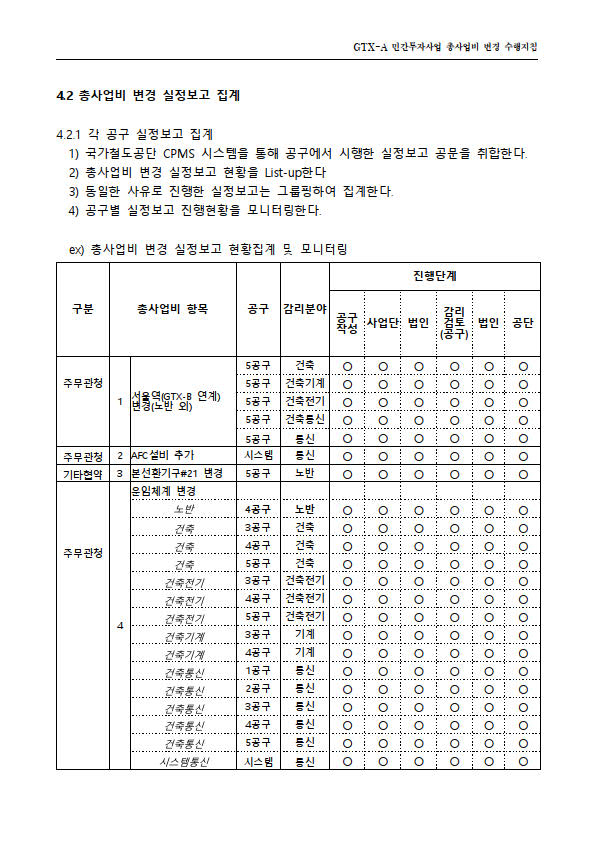 GTX-A 민간투자사업 총사업비 변경 수행지침
4.2 총사업비 변경 실정보고 집계
4.2.1 각 공구 실정보고 집계
1) 국가철도공단 CPMS 시스템을 통해 공구에서 시행한 실정보고 공문을 취합한다.
2) 총사업비 변경 실정보고 현황을 List-up한다
3) 동일한 사유로 진행한 실정보고는 그룹핑하여 집계한다.
4) 공구별 실정보고 진행현황을 모니터링한다.
ex) 총사업비 변경 실정보고 현황집계 및 모니터링
구분 총사업비 항목 공구 감리분야 진행단계
공구 작성 사업단 법인 감리 검토 (공구) 법인 공단
주무관청 1 서울역(GTX-B 연계) 변경(노반 외) 5공구 건축 ○ ○ ○ ○ ○ ○
5공구 건축기계 ○ ○ ○ ○ ○ ○
5공구 건축전기 ○ ○ ○ ○ ○ ○
5공구 건축통신 ○ ○ ○ ○ ○ ○
5공구 통신 ○ ○ ○ ○ ○ ○
주무관청 2 AFC설비 추가 시스템 통신 ○ ○ ○ ○ ○ ○
기타협약 3 본선환기구#21 변경 5공구 노반 ○ ○ ○ ○ ○ ○
주무관청 4 운임체계 변경
노반 4공구 노반 ○ ○ ○ ○ ○ ○
건축 3공구 건축 ○ ○ ○ ○ ○ ○
건축 4공구 건축 ○ ○ ○ ○ ○ ○
건축 5공구 건축 ○ ○ ○ ○ ○ ○
건축전기 3공구 건축전기 ○ ○ ○ ○ ○ ○
건축전기 4공구 건축전기 ○ ○ ○ ○ ○ ○
건축전기 5공구 건축전기 ○ ○ ○ ○ ○ ○
건축기계 3공구 기계 ○ ○ ○ ○ ○ ○
건축기계 4공구 기계 ○ ○ ○ ○ ○ ○
건축통신 1공구 통신 ○ ○ ○ ○ ○ ○
건축통신 2공구 통신 ○ ○ ○ ○ ○ ○
건축통신 3공구 통신 ○ ○ ○ ○ ○ ○
건축통신 4공구 통신 ○ ○ ○ ○ ○ ○
건축통신 5공구 통신 ○ ○ ○ ○ ○ ○
시스템통신 시스템 통신 ○ ○ ○ ○ ○ ○